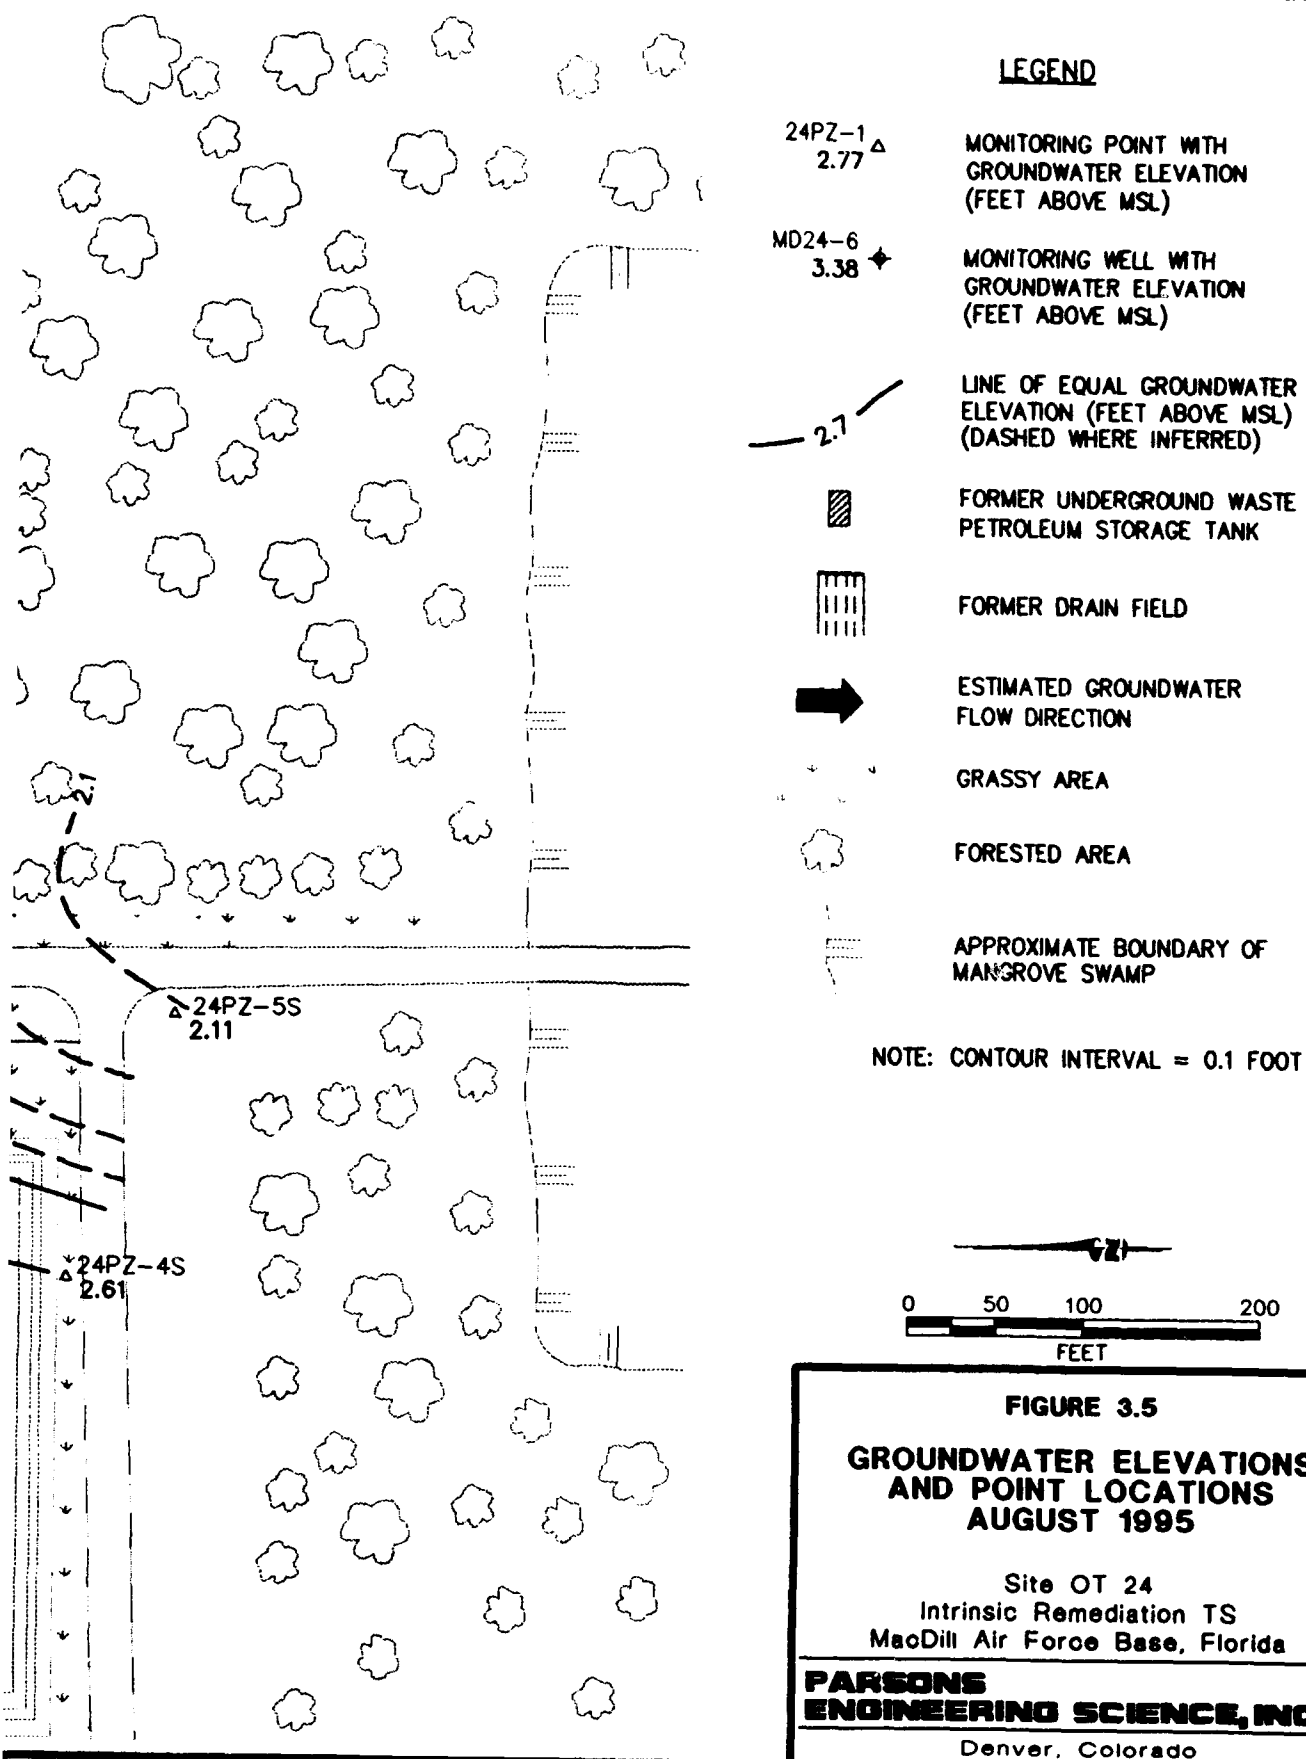 LEGEND
24PZ-1
2.77
MONITORING POINT WITH
GROUNDWATER ELEVATION
(FEET ABOVE MSL)
MD24-6
3.38
MONITORING WELL WITH
GROUNDWATER ELEVATION
(FEET ABOVE MSL)
2.7
LINE OF EQUAL GROUNDWATER
ELEVATION (FEET ABOVE MSL)
(DASHED WHERE INFERRED)
FORMER UNDERGROUND WASTE
PETROLEUM STORAGE TANK
FORMER DRAIN FIELD
ESTIMATED GROUNDWATER
FLOW DIRECTION
GRASSY AREA
FORESTED AREA
APPROXIMATE BOUNDARY OF
MANGROVE SWAMP
NOTE: CONTOUR INTERVAL = 0.1 FOOT
2.1
24PZ-5S
2.11
24PZ-4S
2.61
N
0 50 100 200
FEET
FIGURE 3.5
GROUNDWATER ELEVATIONS
AND POINT LOCATIONS
AUGUST 1995
Site OT 24
Intrinsic Remediation TS
MacDill Air Force Base, Florida
PARSONS
ENGINEERING SCIENCE, INC
Denver, Colorado